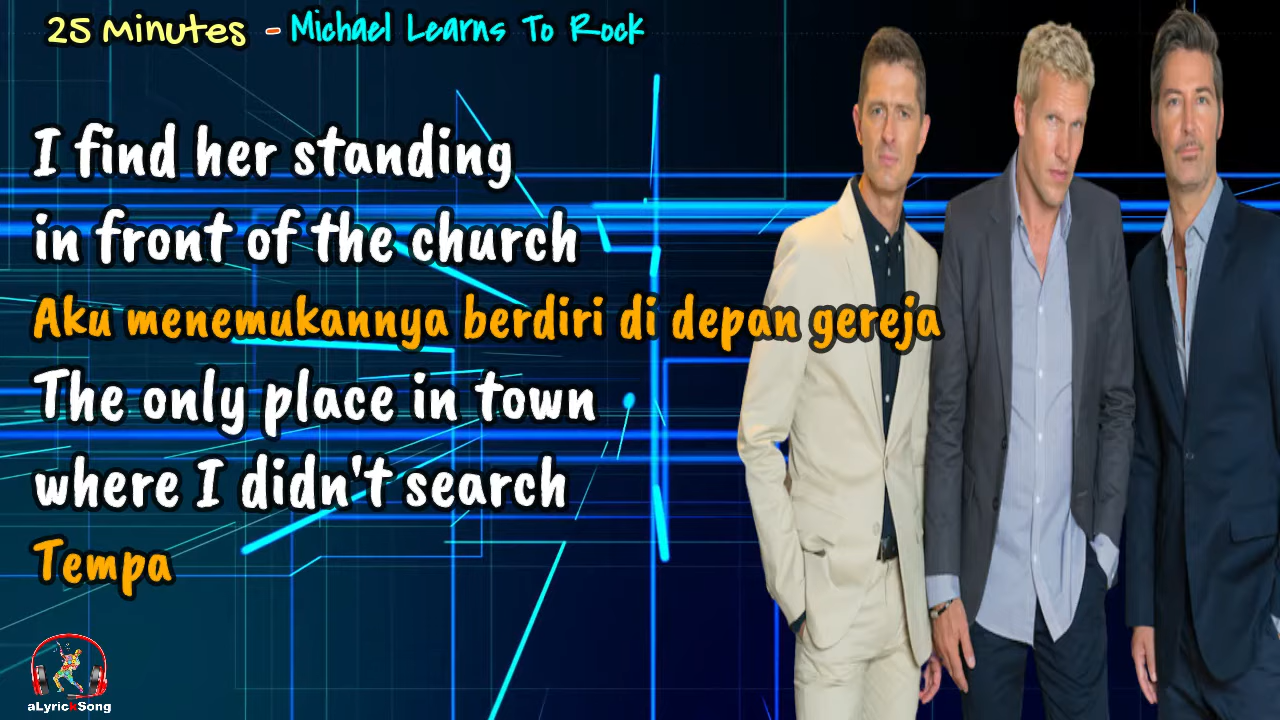 25 Minutes - Michael Learns To Rock
I find her standing
in front of the church
Aku menemukannya berdiri di depan gereja
The only place in town
where I didn't search
Tempa
aLyrickSong